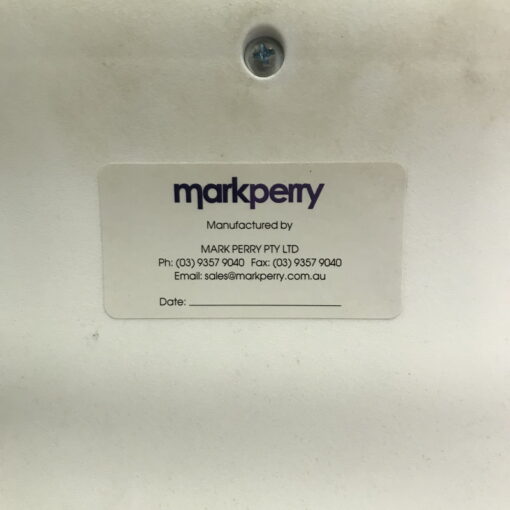 markperry
Manufactured by
MARK PERRY PTY LTD
Ph: (03) 9357 9040 Fax: (03) 9357 9040
Email: sales@markperry.com.au
Date: